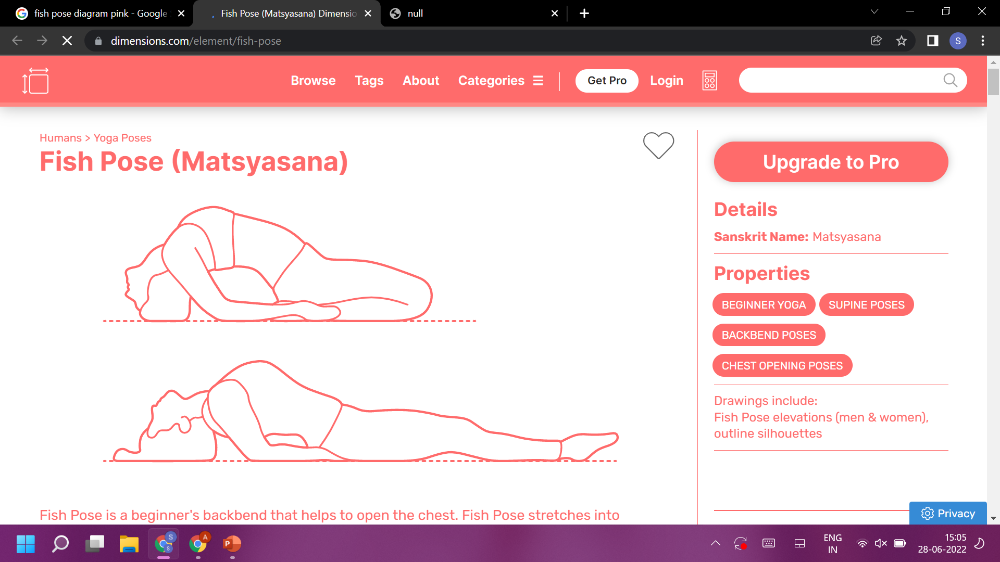 fish pose diagram pink - Google
Fish Pose (Matsyasana) Dimensio
null
dimensions.com/element/fish-pose
S
Browse
Tags
About
Categories
Get Pro
Login
Humans > Yoga Poses
Fish Pose (Matsyasana)
Upgrade to Pro
Details
Sanskrit Name: Matsyasana
Properties
BEGINNER YOGA
SUPINE POSES
BACKBEND POSES
CHEST OPENING POSES
Drawings include:
Fish Pose elevations (men & women),
outline silhouettes
Fish Pose is a beginner's backbend that helps to open the chest. Fish Pose stretches into
Privacy
S
S
A
P
ENG
IN
15:05
28-06-2022